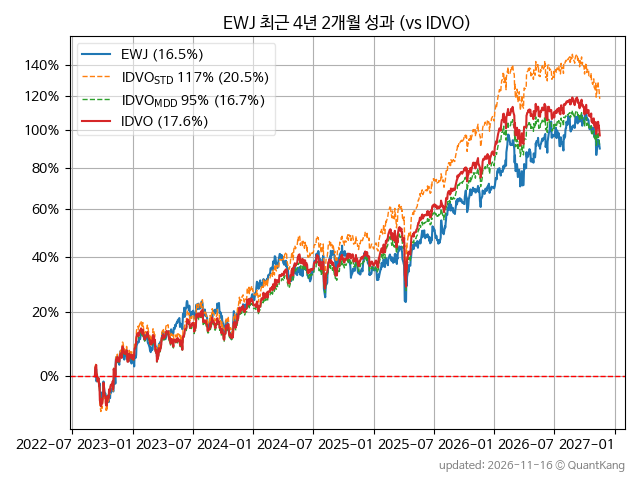 EWJ 최근 4년 2개월 성과 (vs IDVO)
EWJ (16.5%)
IDVO_STD 117% (20.5%)
IDVO_MDD 95% (16.7%)
IDVO (17.6%)
140%
120%
100%
80%
60%
40%
20%
0%
2022-07 2023-01 2023-07 2024-01 2024-07 2025-01 2025-07 2026-01 2026-07 2027-01
updated: 2026-11-16 © QuantKang